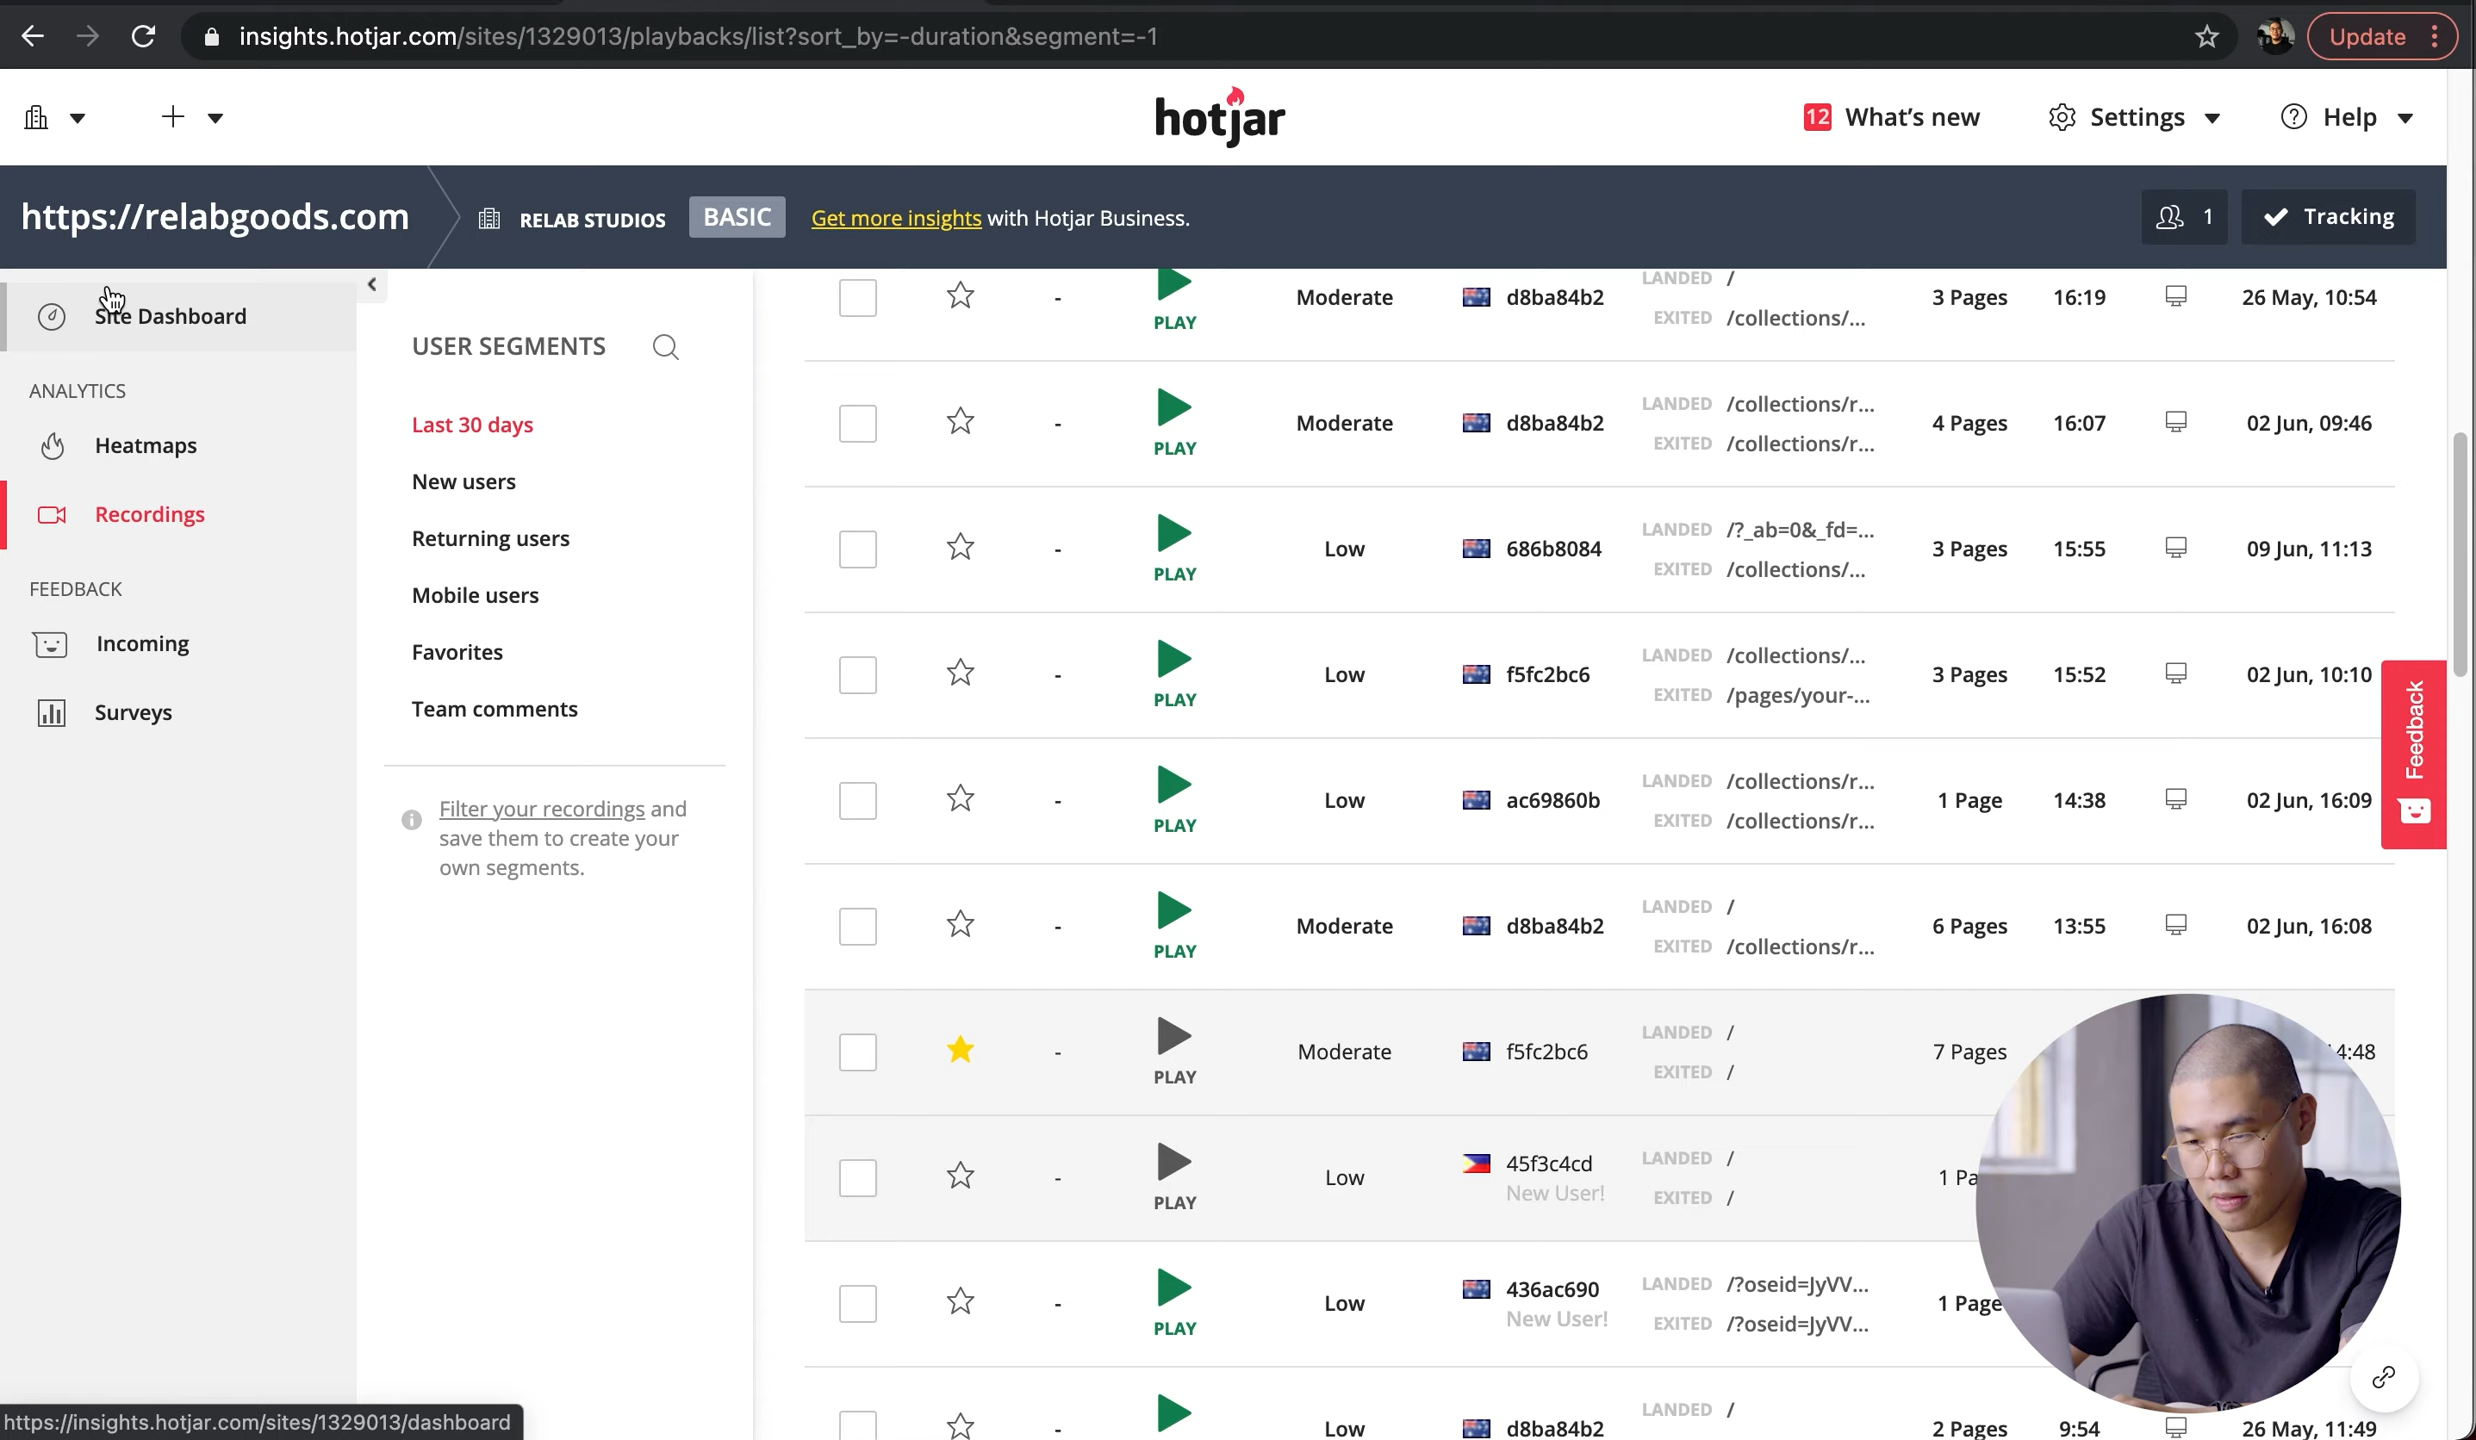 insights.hotjar.com/sites/1329013/playbacks/list?sort_by=-duration&segment=-1
Update
hotjar
12 What's new
Settings
Help
https://relabgoods.com
RELAB STUDIOS
BASIC
Get more insights with Hotjar Business.
1
Tracking
Site Dashboard
ANALYTICS
Heatmaps
Recordings
FEEDBACK
Incoming
Surveys
USER SEGMENTS
Last 30 days
New users
Returning users
Mobile users
Favorites
Team comments
Filter your recordings and
save them to create your
own segments.
- PLAY Moderate d8ba84b2 LANDED / EXITED /collections/... 3 Pages 16:19 26 May, 10:54
- PLAY Moderate d8ba84b2 LANDED /collections/r... EXITED /collections/r... 4 Pages 16:07 02 Jun, 09:46
- PLAY Low 686b8084 LANDED /?_ab=0&_fd=... EXITED /collections/... 3 Pages 15:55 09 Jun, 11:13
- PLAY Low f5fc2bc6 LANDED /collections/... EXITED /pages/your-... 3 Pages 15:52 02 Jun, 10:10
- PLAY Low ac69860b LANDED /collections/r... EXITED /collections/r... 1 Page 14:38 02 Jun, 16:09
- PLAY Moderate d8ba84b2 LANDED / EXITED /collections/r... 6 Pages 13:55 02 Jun, 16:08
- PLAY Moderate f5fc2bc6 LANDED / EXITED / 7 Pages 4:48
- PLAY Low 45f3c4cd New User! LANDED / EXITED / 1 Pa
- PLAY Low 436ac690 New User! LANDED /?oseid=JyVV... EXITED /?oseid=JyVV... 1 Page
- Low d8ba84b2 LANDED / 2 Pages 9:54 26 May, 11:49
Feedback
https://insights.hotjar.com/sites/1329013/dashboard